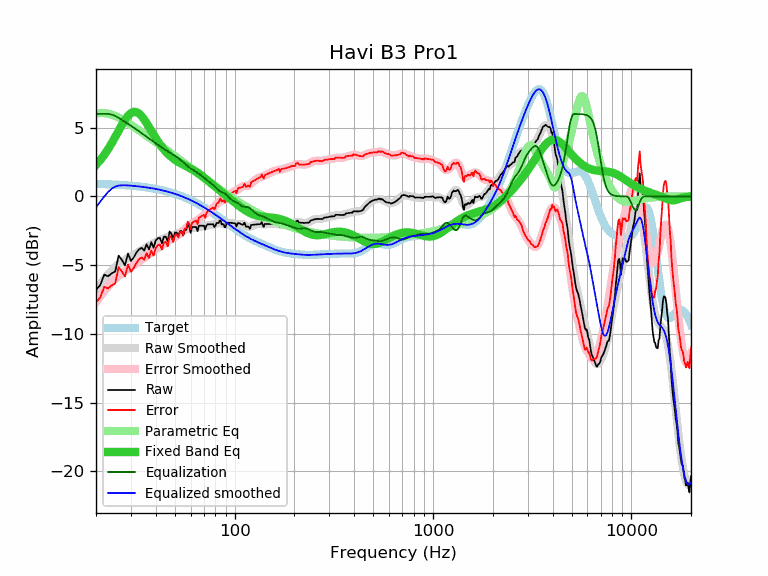 Havi B3 Pro1
Amplitude (dBr)
5
0
−5
−10
−15
−20
Target
Raw Smoothed
Error Smoothed
Raw
Error
Parametric Eq
Fixed Band Eq
Equalization
Equalized smoothed
100
1000
10000
Frequency (Hz)